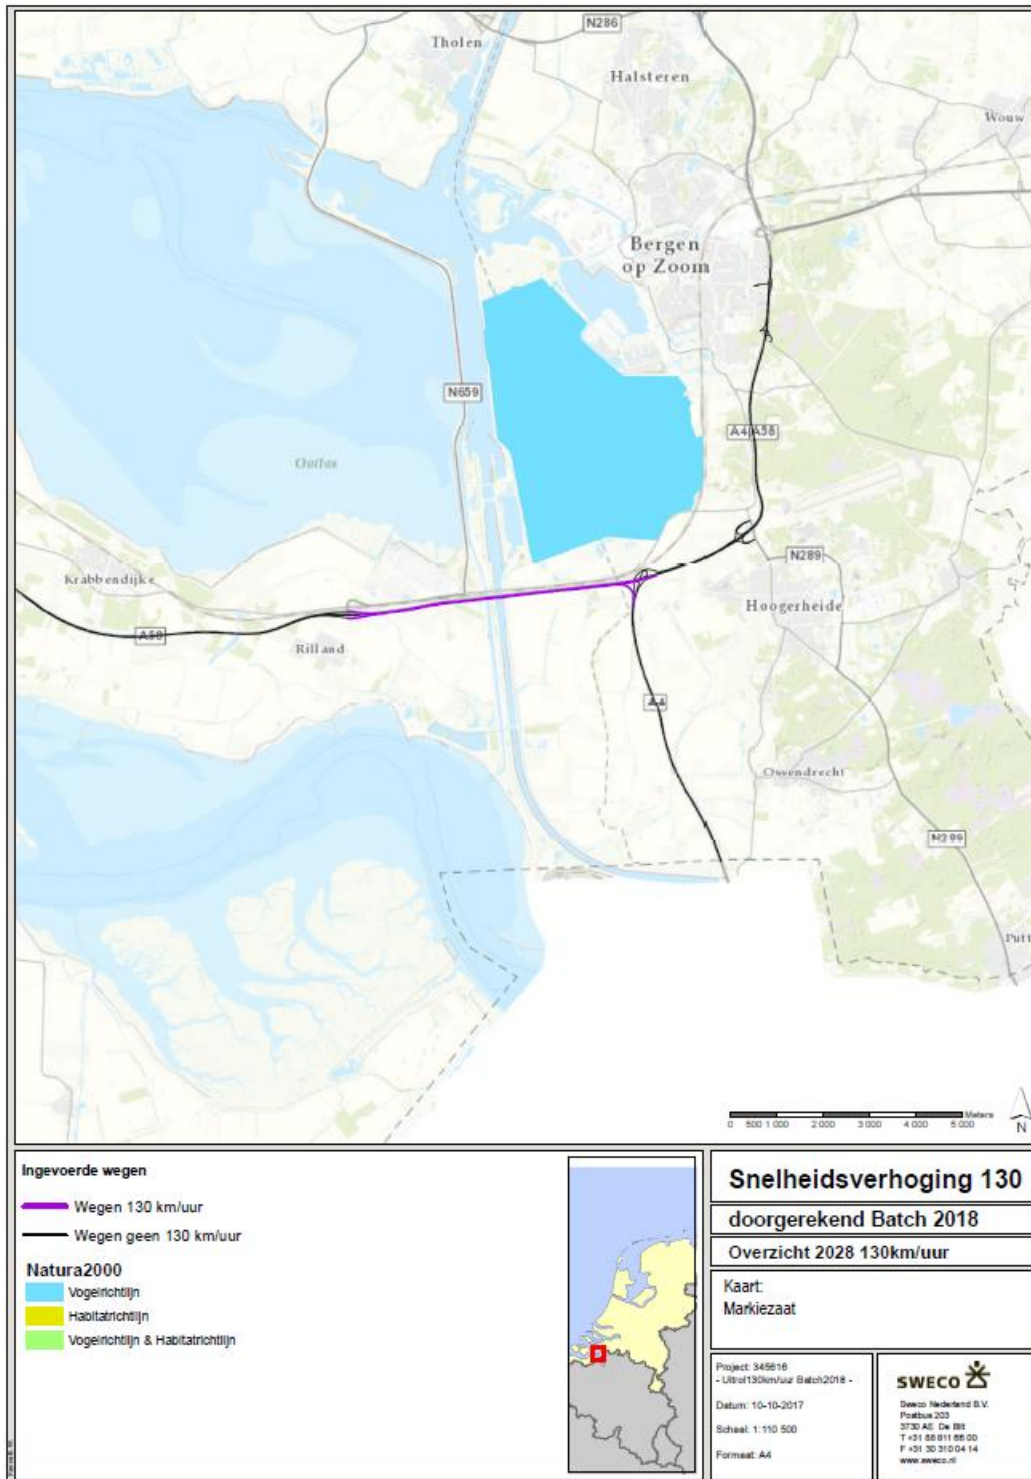 N286
Tholen
Halsteren
Wouw
Bergen
op Zoom
N659
A4 A58
N289
Krabbendijke
Hoogerheide
A58
Rilland
A4
Ossendrecht
N289
Putt
0 500 1 000 2 000 3 000 4 000 5 000 Meters
N
Ingevoerde wegen
Wegen 130 km/uur
Wegen geen 130 km/uur
Natura2000
Vogelrichtlijn
Habitatrichtlijn
Vogelrichtlijn & Habitatrichtlijn
Snelheidsverhoging 130
doorgerekend Batch 2018
Overzicht 2028 130km/uur
Kaart:
Markiezaat
Project: 345616
- Uitrol130km/uur Batch2018 -
Datum: 10-10-2017
Schaal: 1:110 500
Formaat: A4
SWECO
Sweco Nederland B.V.
Postbus 203
3730 AE De Bilt
T +31 88 811 66 00
F +31 30 310 04 14
www.sweco.nl